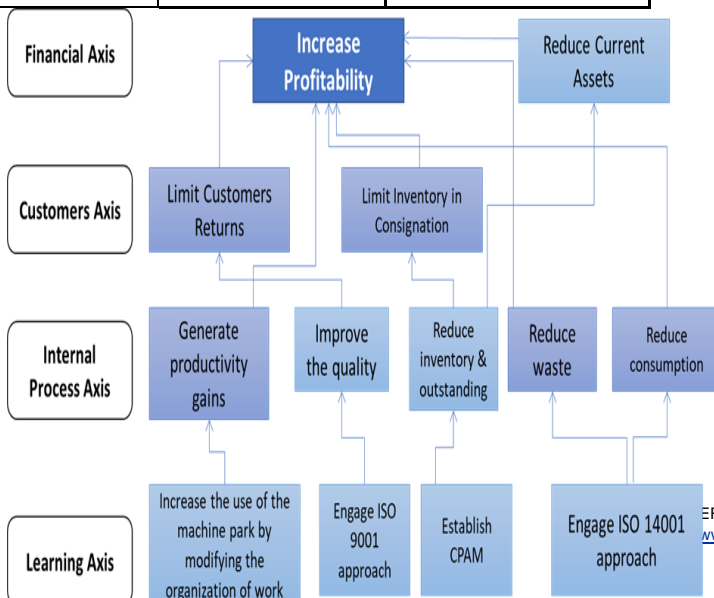 Financial Axis
Increase
Profitability
Reduce Current
Assets
Customers Axis
Limit Customers
Returns
Limit Inventory in
Consignation
Internal
Process Axis
Generate
productivity
gains
Improve
the quality
Reduce
inventory &
outstanding
Reduce
waste
Reduce
consumption
Learning Axis
Increase the use of the
machine park by
modifying the
organization of work
Engage ISO
9001
approach
Establish
CPAM
Engage ISO 14001
approach